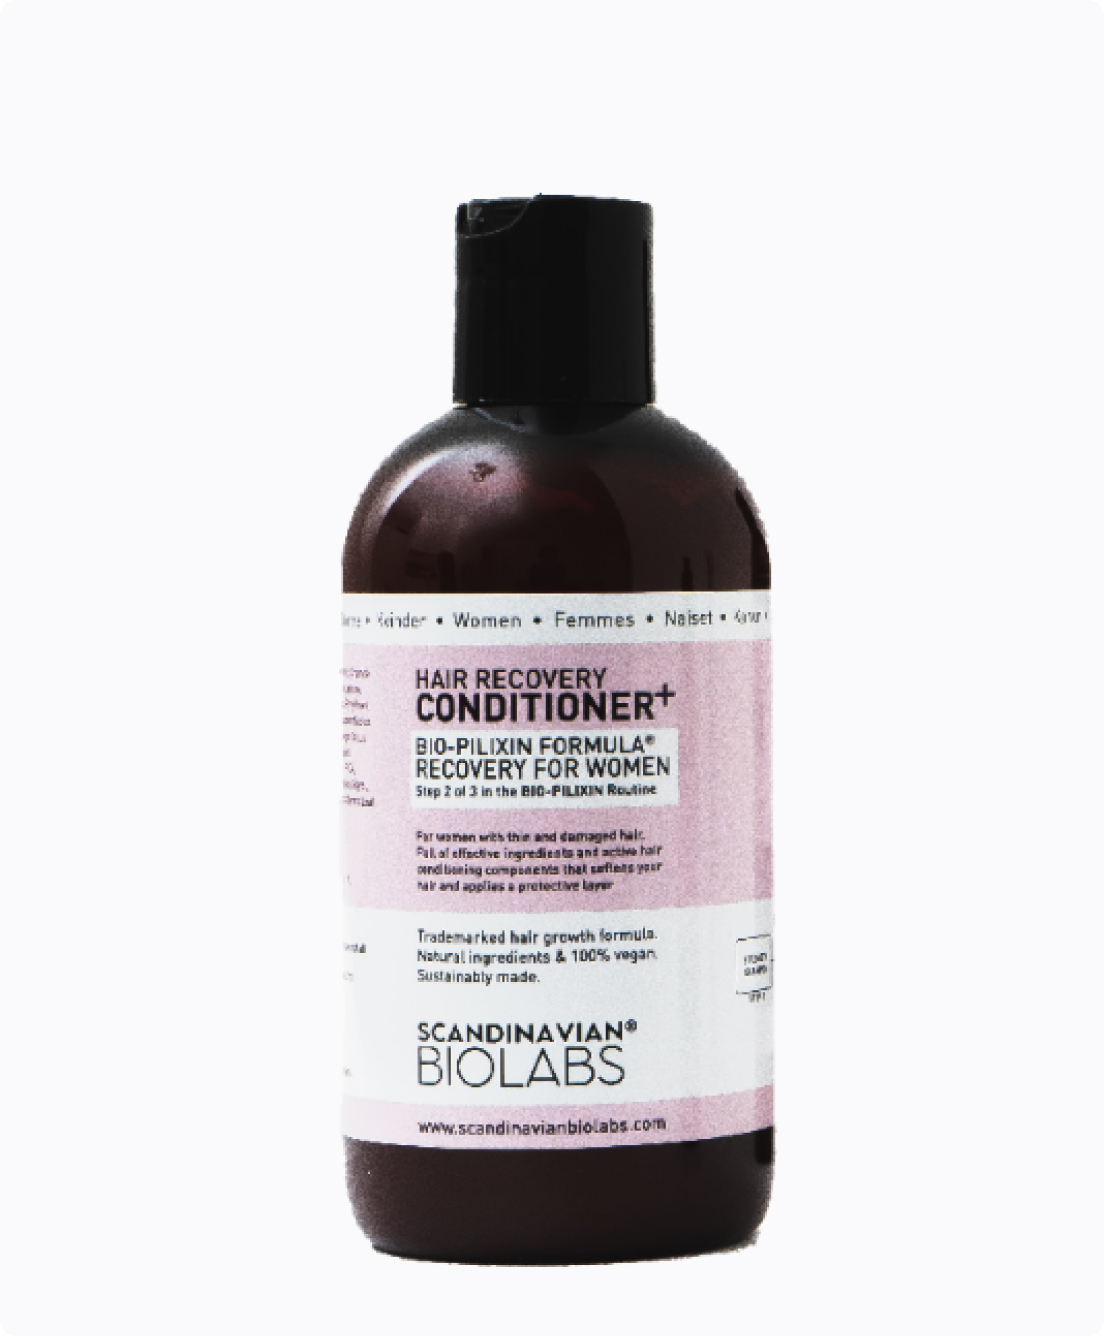 Women • Femmes • Naiset •
HAIR RECOVERY
CONDITIONER+
BIO-PILIXIN FORMULA®
RECOVERY FOR WOMEN
Step 2 of 3 in the BIO-PILIXIN Routine
For women with thin and damaged hair.
Full of effective ingredients and active hair
conditioning components that softens your
hair and applies a protective layer
Trademarked hair growth formula.
Natural ingredients & 100% vegan.
Sustainably made.
SCANDINAVIAN®
BIOLABS
www.scandinavianbiolabs.com